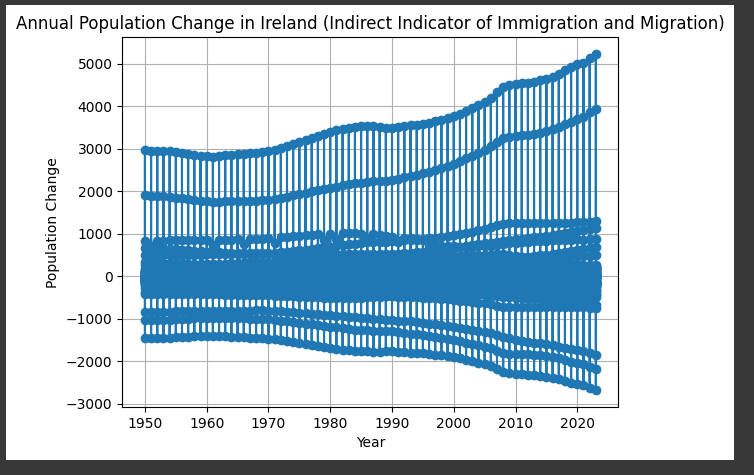 Annual Population Change in Ireland (Indirect Indicator of Immigration and Migration)
5000
4000
3000
2000
1000
0
−1000
−2000
−3000
Population Change
1950 1960 1970 1980 1990 2000 2010 2020
Year